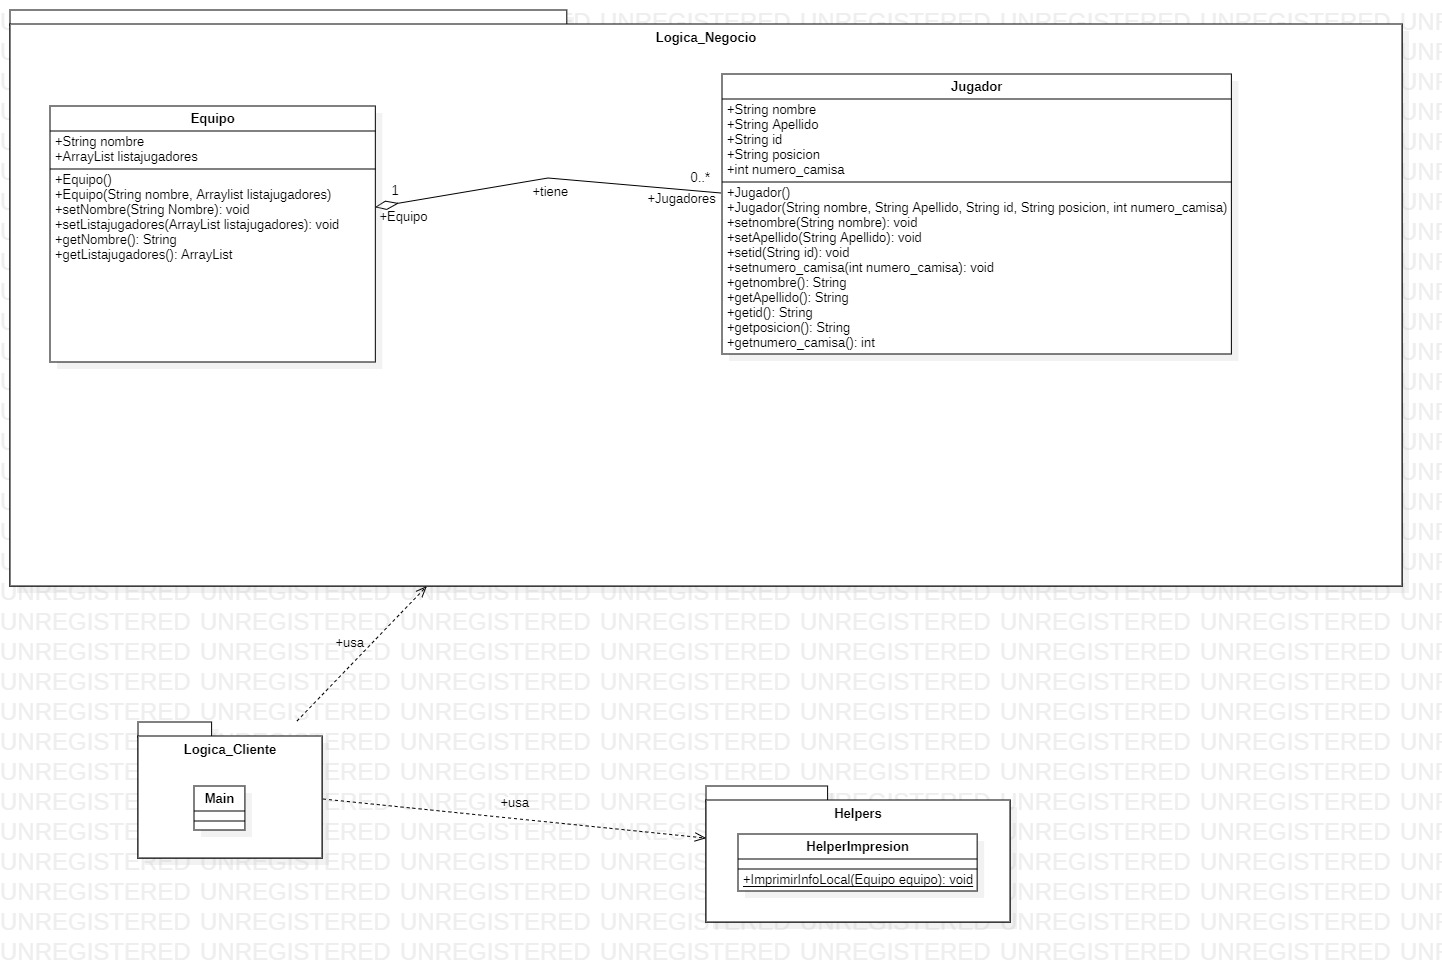 Logica_Negocio
Equipo
+String nombre
+ArrayList listajugadores
+Equipo()
+Equipo(String nombre, Arraylist listajugadores)
+setNombre(String Nombre): void
+setListajugadores(ArrayList listajugadores): void
+getNombre(): String
+getListajugadores(): ArrayList
1
+Equipo
+tiene
0..*
+Jugadores
Jugador
+String nombre
+String Apellido
+String id
+String posicion
+int numero_camisa
+Jugador()
+Jugador(String nombre, String Apellido, String id, String posicion, int numero_camisa)
+setnombre(String nombre): void
+setApellido(String Apellido): void
+setid(String id): void
+setnumero_camisa(int numero_camisa): void
+getnombre(): String
+getApellido(): String
+getid(): String
+getposicion(): String
+getnumero_camisa(): int
+usa
Logica_Cliente
Main
+usa
Helpers
HelperImpresion
+ImprimirInfoLocal(Equipo equipo): void
UNREGISTERED UNREGISTERED UNREGISTERED UNREGISTERED UNREGISTERED UNREGISTERED UNREGISTERED